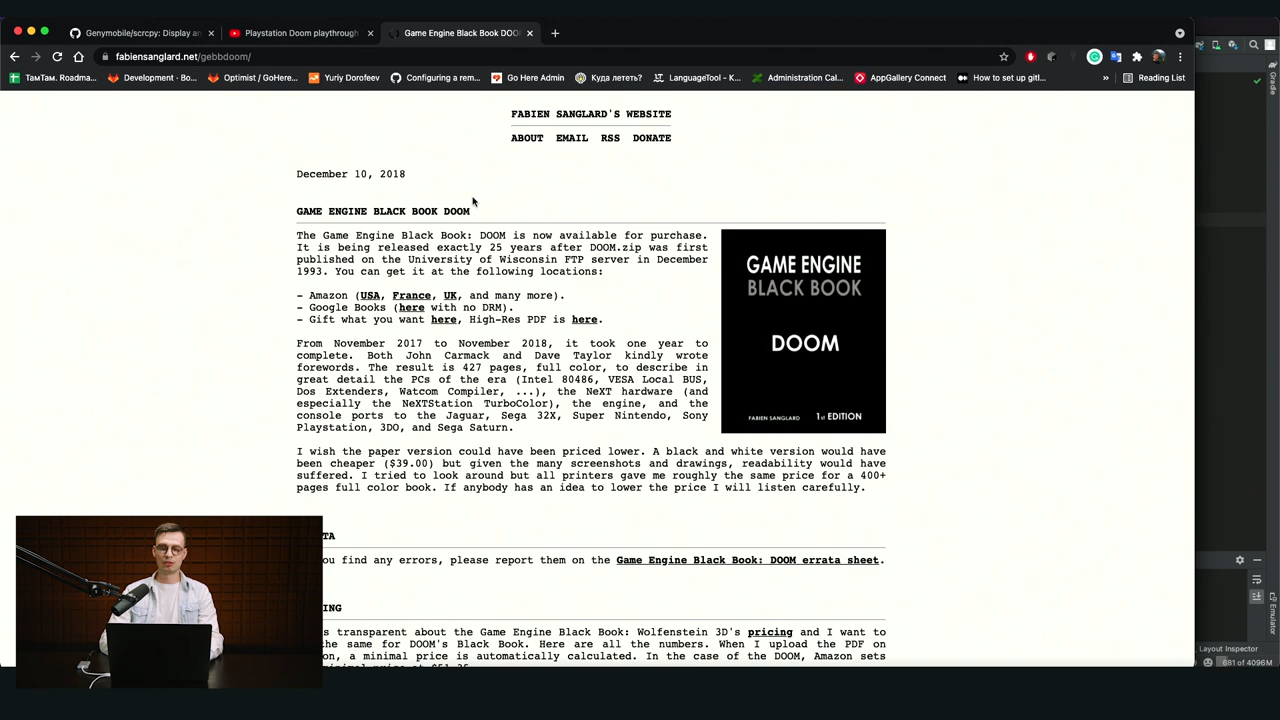 Genymobile/scrcpy: Display an
Playstation Doom playthrough
Game Engine Black Book DOO
fabiensanglard.net/gebbdoom/
ТамТам. Roadma...
Development · Bo...
Optimist / GoHere...
Yuriy Dorofeev
Configuring a rem...
Go Here Admin
Куда лететь?
LanguageTool - K...
Administration Cal...
AppGallery Connect
How to set up gitl...
»
Reading List
FABIEN SANGLARD'S WEBSITE
ABOUT EMAIL RSS DONATE
December 10, 2018
GAME ENGINE BLACK BOOK DOOM
The Game Engine Black Book: DOOM is now available for purchase.
It is being released exactly 25 years after DOOM.zip was first
published on the University of Wisconsin FTP server in December
1993. You can get it at the following locations:
- Amazon (USA, France, UK, and many more).
- Google Books (here with no DRM).
- Gift what you want here, High-Res PDF is here.
From November 2017 to November 2018, it took one year to
complete. Both John Carmack and Dave Taylor kindly wrote
forewords. The result is 427 pages, full color, to describe in
great detail the PCs of the era (Intel 80486, VESA Local BUS,
Dos Extenders, Watcom Compiler, ...), the NeXT hardware (and
especially the NeXTStation TurboColor), the engine, and the
console ports to the Jaguar, Sega 32X, Super Nintendo, Sony
Playstation, 3DO, and Sega Saturn.
GAME ENGINE
BLACK BOOK
DOOM
FABIEN SANGLARD
1ST EDITION
I wish the paper version could have been priced lower. A black and white version would have
been cheaper ($39.00) but given the many screenshots and drawings, readability would have
suffered. I tried to look around but all printers gave me roughly the same price for a 400+
pages full color book. If anybody has an idea to lower the price I will listen carefully.
TA
ou find any errors, please report them on the Game Engine Black Book: DOOM errata sheet.
ING
s transparent about the Game Engine Black Book: Wolfenstein 3D's pricing and I want to
the same for DOOM's Black Book. Here are all the numbers. When I upload the PDF on
n, a minimal price is automatically calculated. In the case of the DOOM, Amazon sets
Gradle
Emulator
Layout Inspector
681 of 4096M